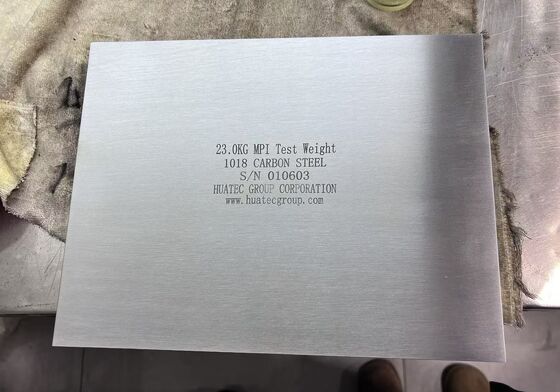 23.0KG MPI Test Weight
1018 CARBON STEEL
S/N 010603
HUATEC GROUP CORPORATION
www.huatecgroup.com